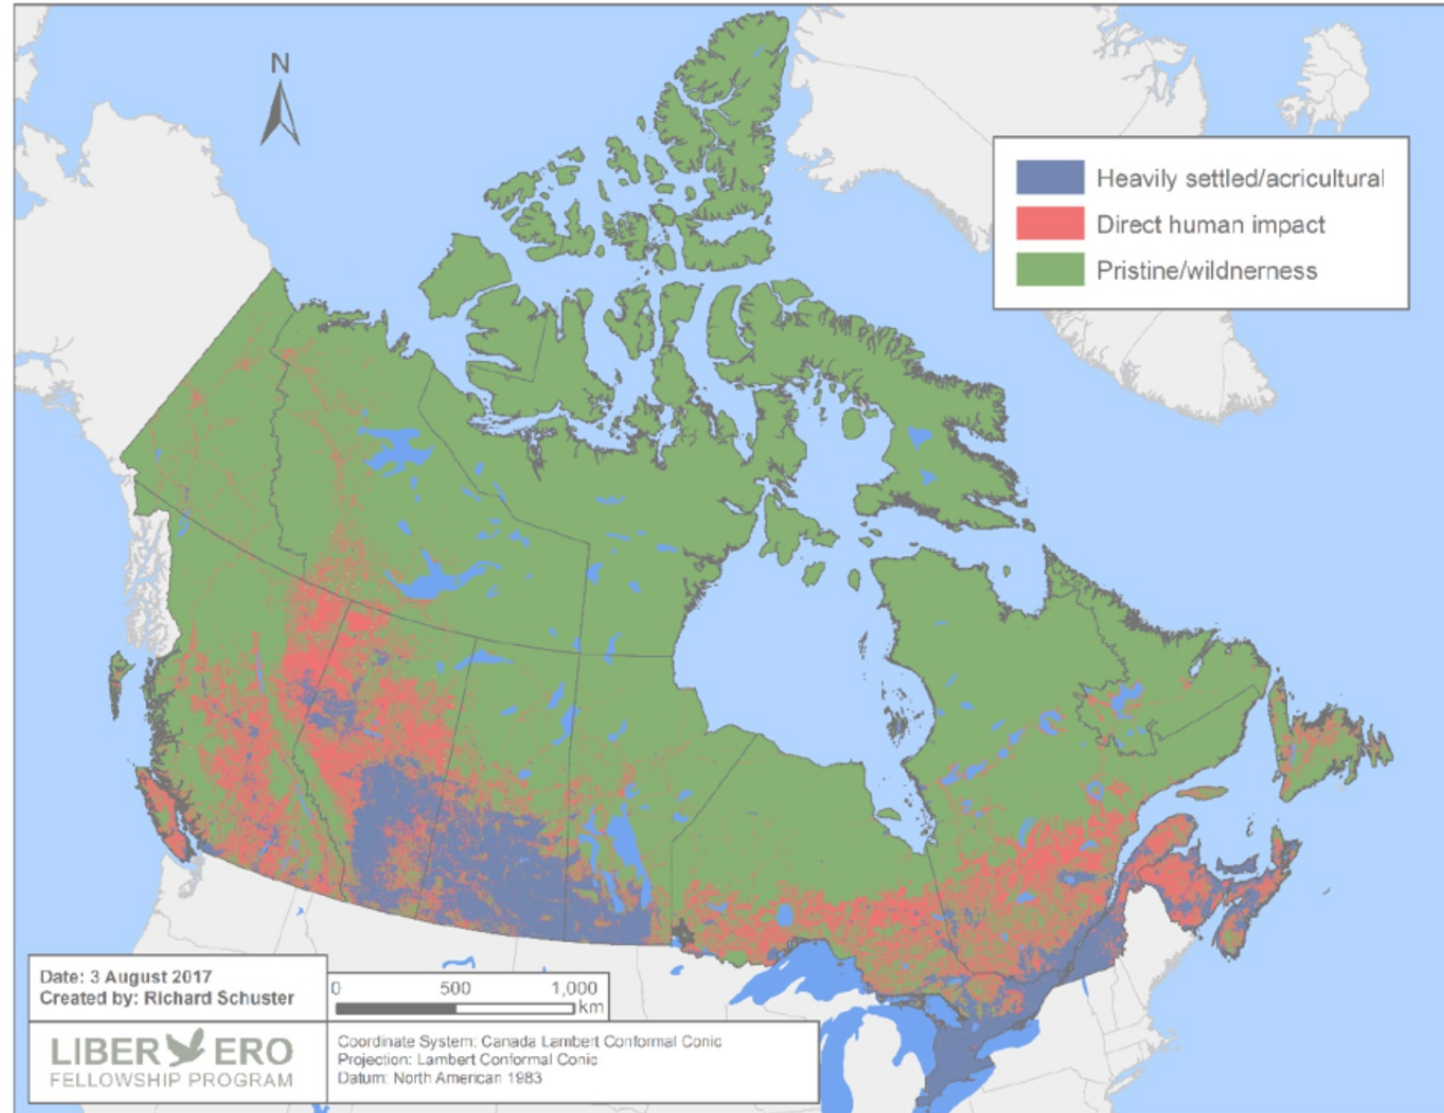 N
Heavily settled/acricultural
Direct human impact
Pristine/wildnerness
Date: 3 August 2017
Created by: Richard Schuster
0 500 1,000
km
LIBER ERO
FELLOWSHIP PROGRAM
Coordinate System: Canada Lambert Conformal Conic
Projection: Lambert Conformal Conic
Datum: North American 1983